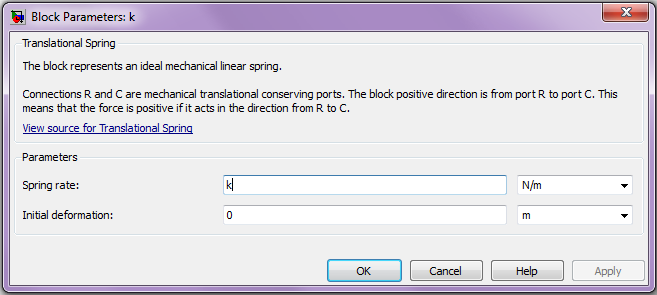 Block Parameters: k
Translational Spring
The block represents an ideal mechanical linear spring.
Connections R and C are mechanical translational conserving ports. The block positive direction is from port R to port C. This
means that the force is positive if it acts in the direction from R to C.
View source for Translational Spring
Parameters
Spring rate: k N/m
Initial deformation: 0 m
OK Cancel Help Apply